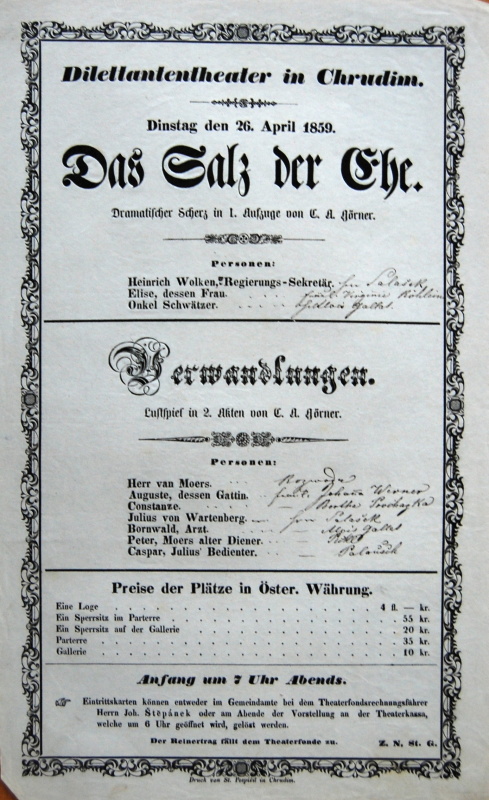 Dilettantentheater in Chrudim.
Dinstag den 26. April 1859.
Das Salz der Ehe.
Dramatischer Scherz in 1. Aufzuge von C. A. Görner.
Personen:
Heinrich Wolken, Regierungs-Sekretär.
Elise, dessen Frau.
Onkel Schwätzer.
Verwandlungen.
Lustspiel in 2. Akten von C. A. Görner.
Personen:
Herr van Moers.
Auguste, dessen Gattin. Johana Werner
Constanze. Bertha Prochazka
Julius von Wartenberg.
Bornwald, Arzt.
Peter, Moers alter Diener.
Caspar, Julius' Bedienter.
Preise der Plätze in Öster. Währung.
Eine Loge . . . 4 fl. — kr.
Ein Sperrsitz im Parterre . . . 55 kr.
Ein Sperrsitz auf der Gallerie . . . 20 kr.
Parterre . . . 35 kr.
Gallerie . . . 10 kr.
Anfang um 7 Uhr Abends.
Eintrittskarten können entweder im Gemeindamte bei dem Theaterfondsrechnungsführer
Herrn Joh. Štepánek oder am Abende der Vorstellung an der Theaterkassa,
welche um 6 Uhr geöffnet wird, gelöst werden.
Der Reinertrag fällt dem Theaterfonde zu. Z. N. St. G.
Druck von St. Pospíšil in Chrudim.